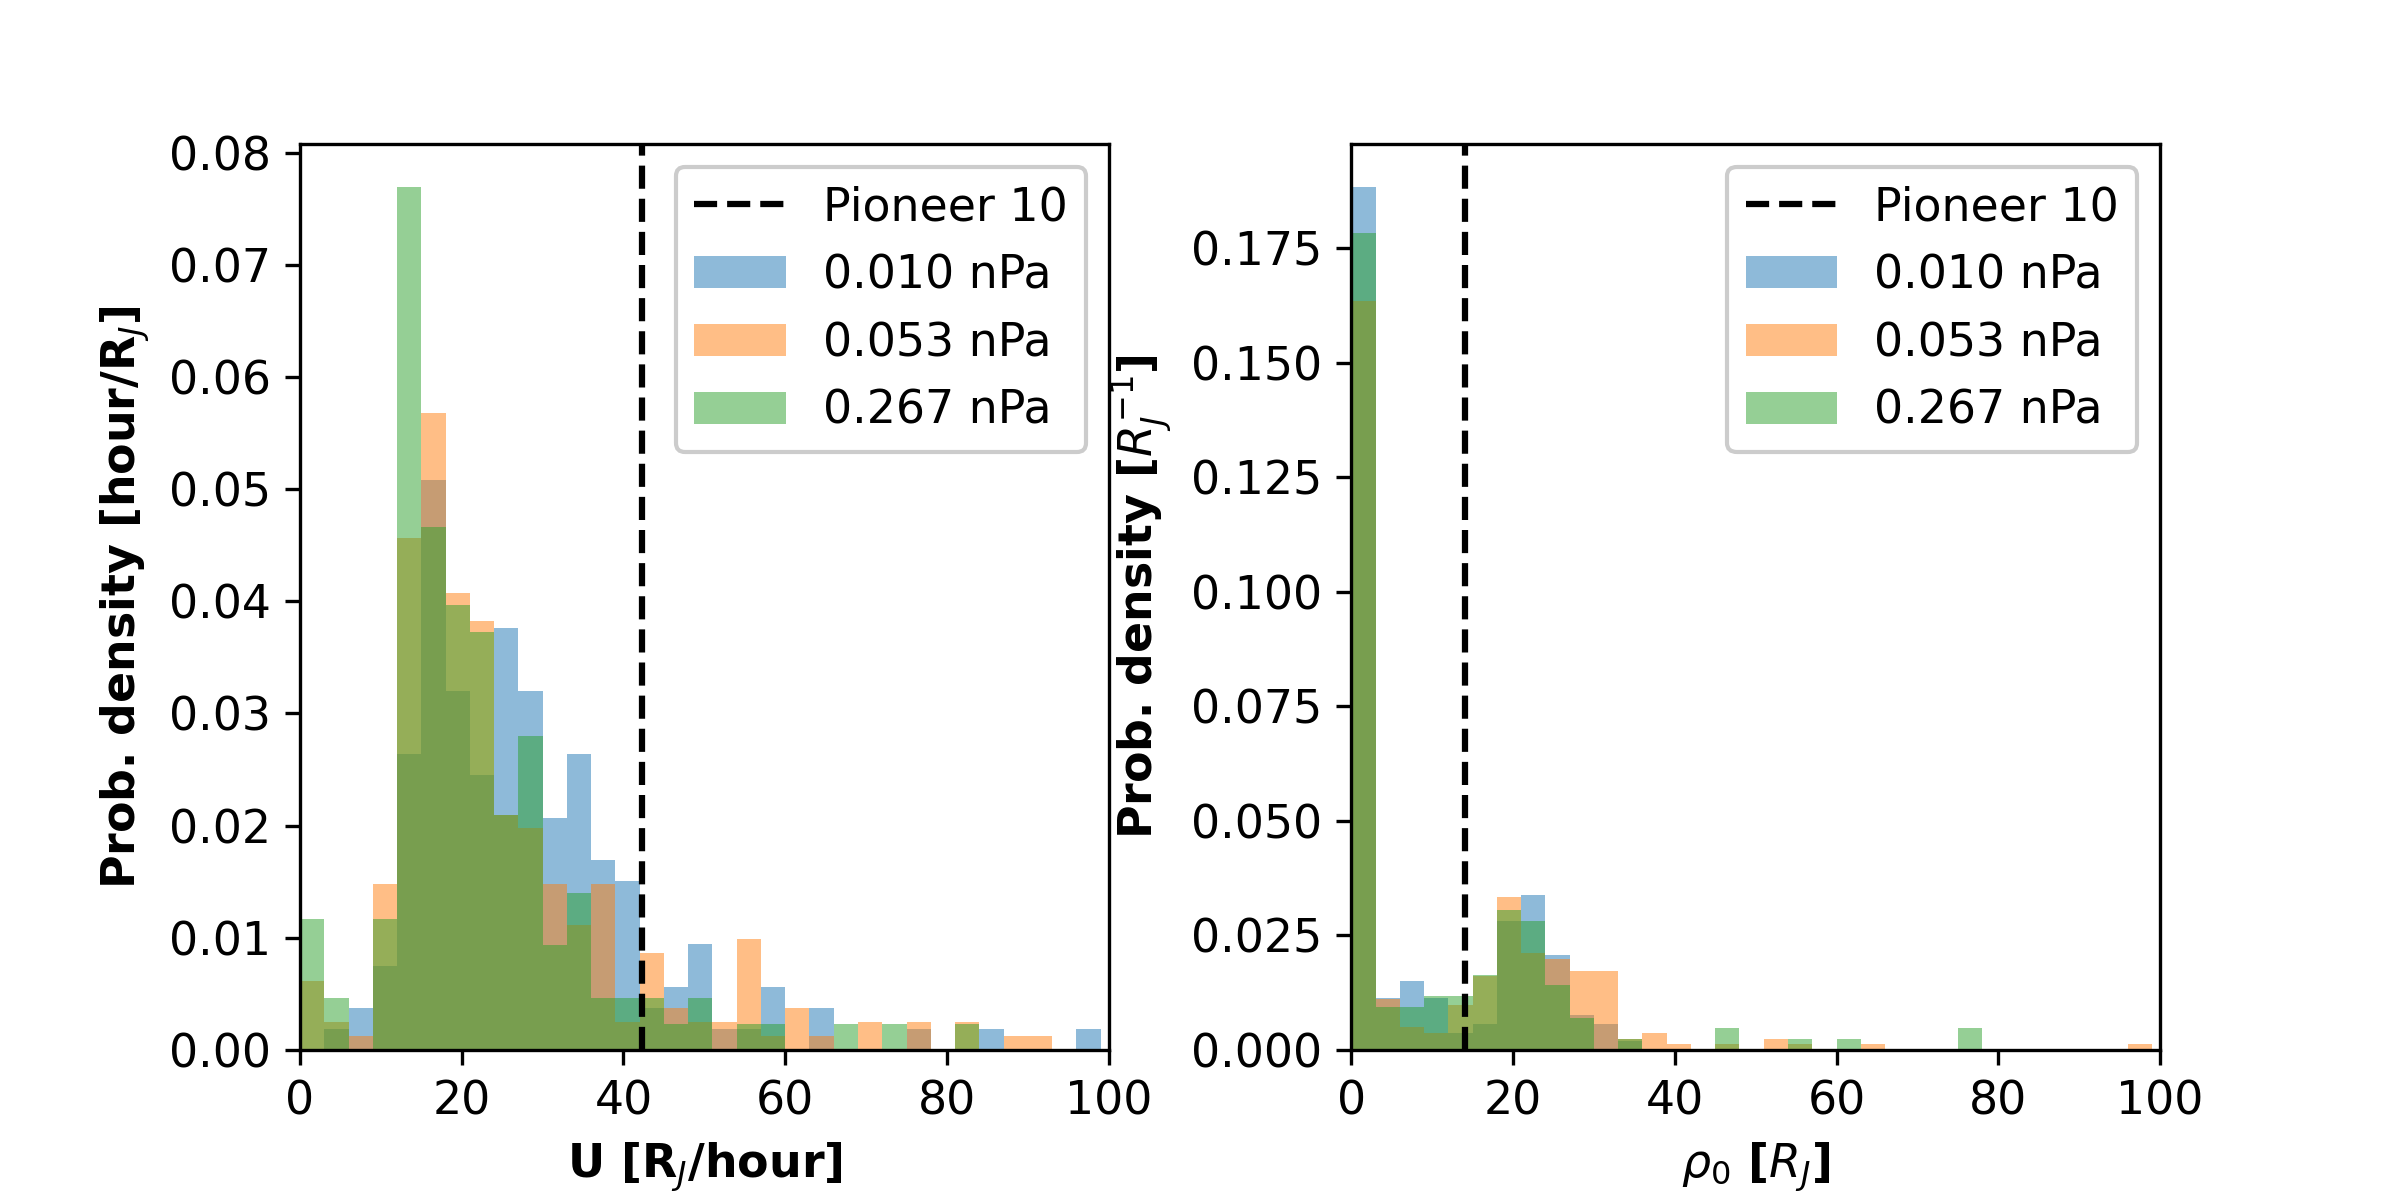 Prob. density [hour/R_J]
0.08
0.07
0.06
0.05
0.04
0.03
0.02
0.01
0.00
0 20 40 60 80 100
U [R_J/hour]
Pioneer 10
0.010 nPa
0.053 nPa
0.267 nPa
Prob. density [R_J^−1]
0.175
0.150
0.125
0.100
0.075
0.050
0.025
0.000
0 20 40 60 80 100
ρ₀ [R_J]
Pioneer 10
0.010 nPa
0.053 nPa
0.267 nPa